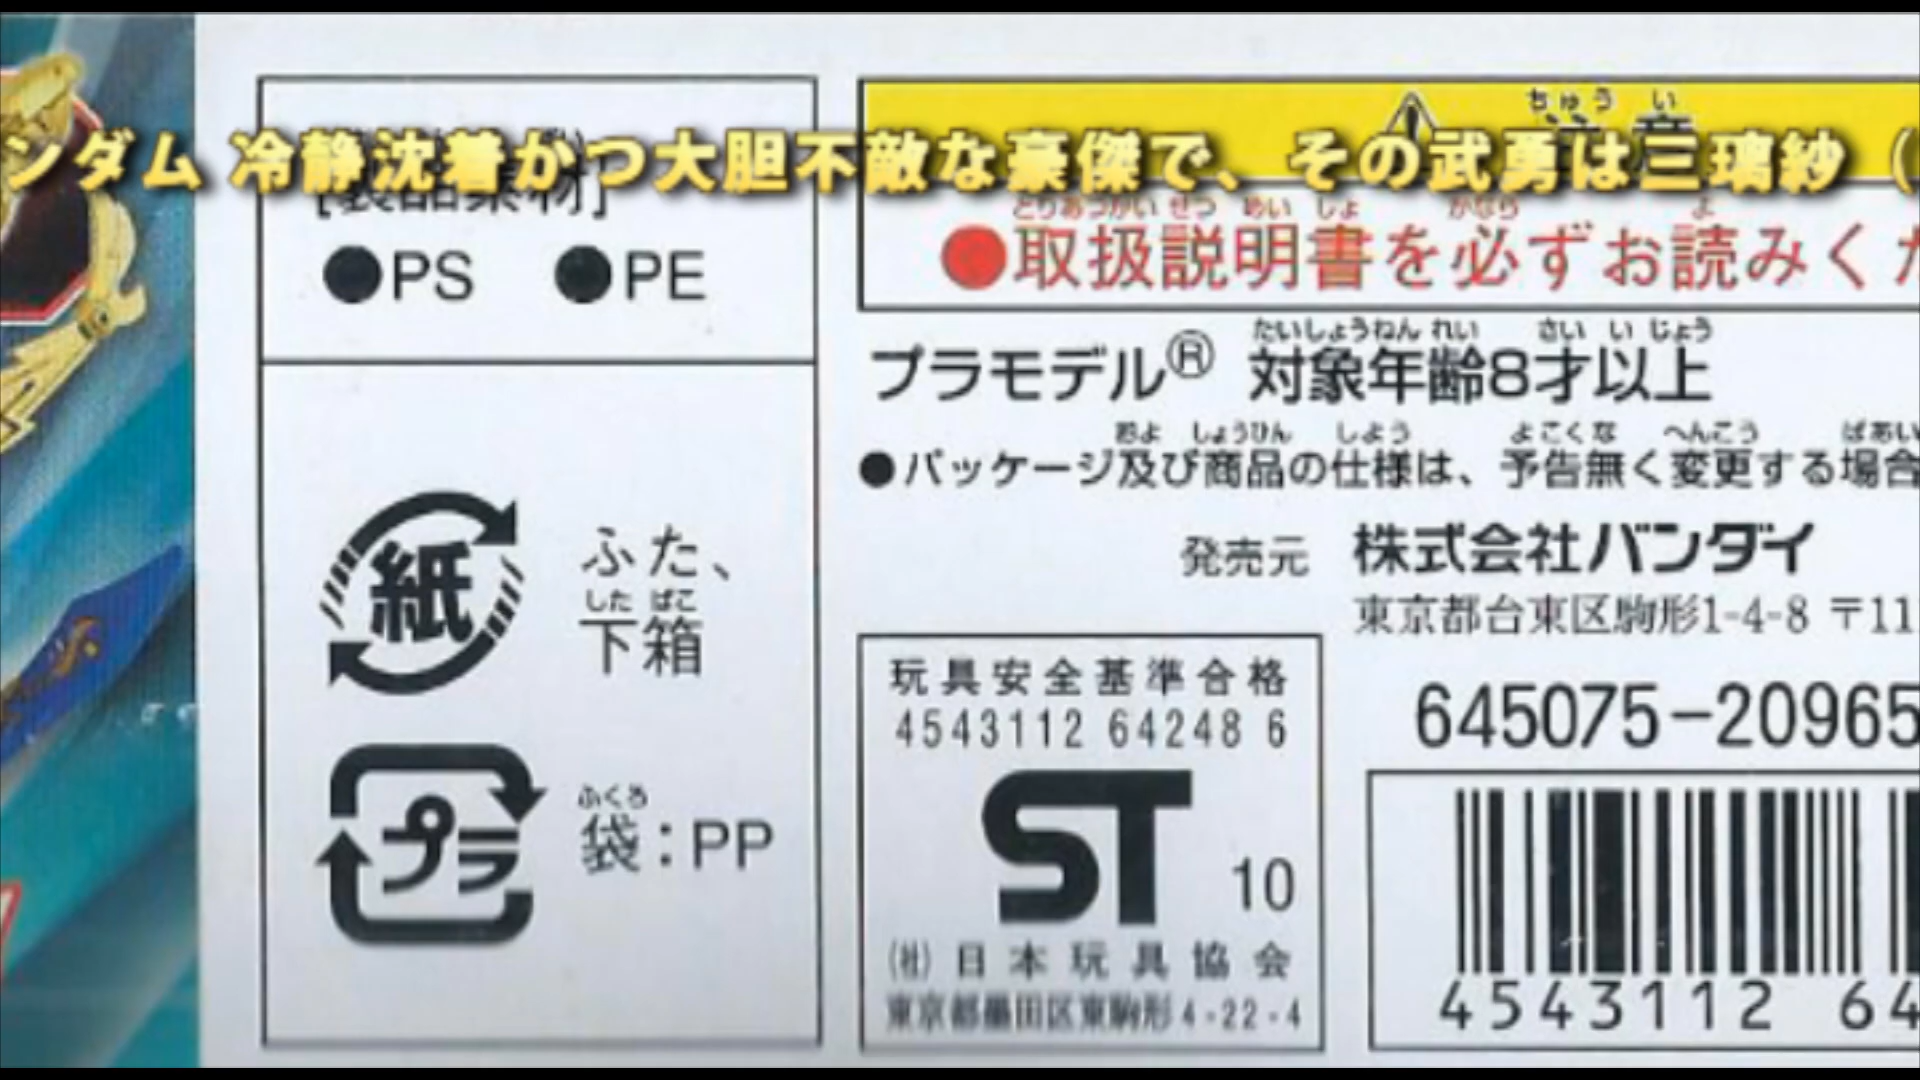 ンダム 冷静沈着かつ大胆不敵な豪傑で、その武勇は三璃紗（
[製品素材]
●PS ●PE
紙
ふた、
した ばこ
下箱
プラ
ふくろ
袋：PP
ちゅう い
注意
とりあつかい せつ めい しょ かなら よ
●取扱説明書を必ずお読みくだ
たいしょうねん れい さい い じょう
プラモデル® 対象年齢8才以上
およ しょうひん しよう よこくな へんこう ばあい
●パッケージ及び商品の仕様は、予告無く変更する場合
発売元 株式会社バンダイ
東京都台東区駒形1-4-8 〒11
玩具安全基準合格
4543112 64248 6
ST 10
(社)日本玩具協会
東京都墨田区東駒形4-22-4
645075-20965
4543112 64